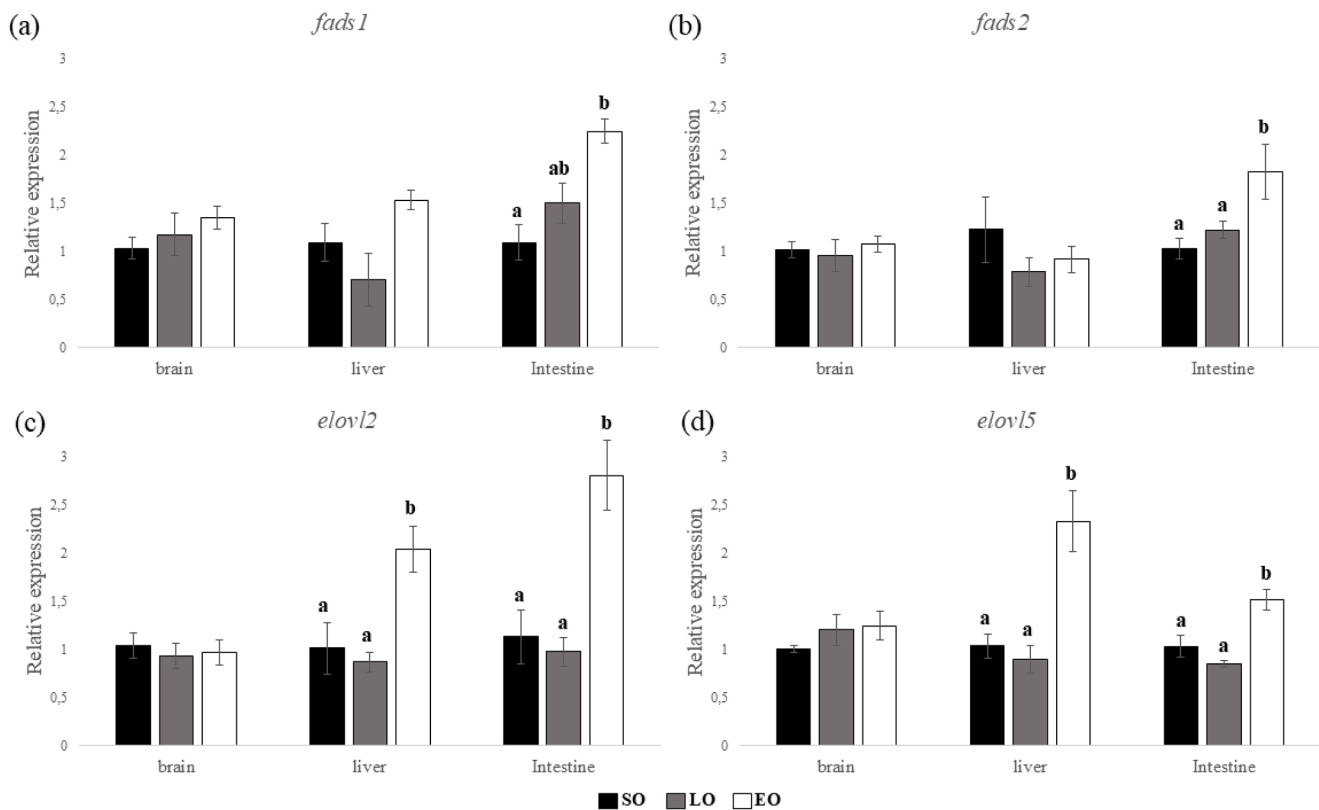 (a)
fads1
3
2,5
2
1,5
1
0,5
0
Relative expression
a
ab
b
brain liver Intestine
(b)
fads2
3
2,5
2
1,5
1
0,5
0
Relative expression
a
a
b
brain liver Intestine
(c)
elovl2
3
2,5
2
1,5
1
0,5
0
Relative expression
a
a
b
a
a
b
brain liver Intestine
(d)
elovl5
3
2,5
2
1,5
1
0,5
0
Relative expression
a
a
b
a
a
b
brain liver Intestine
SO LO EO